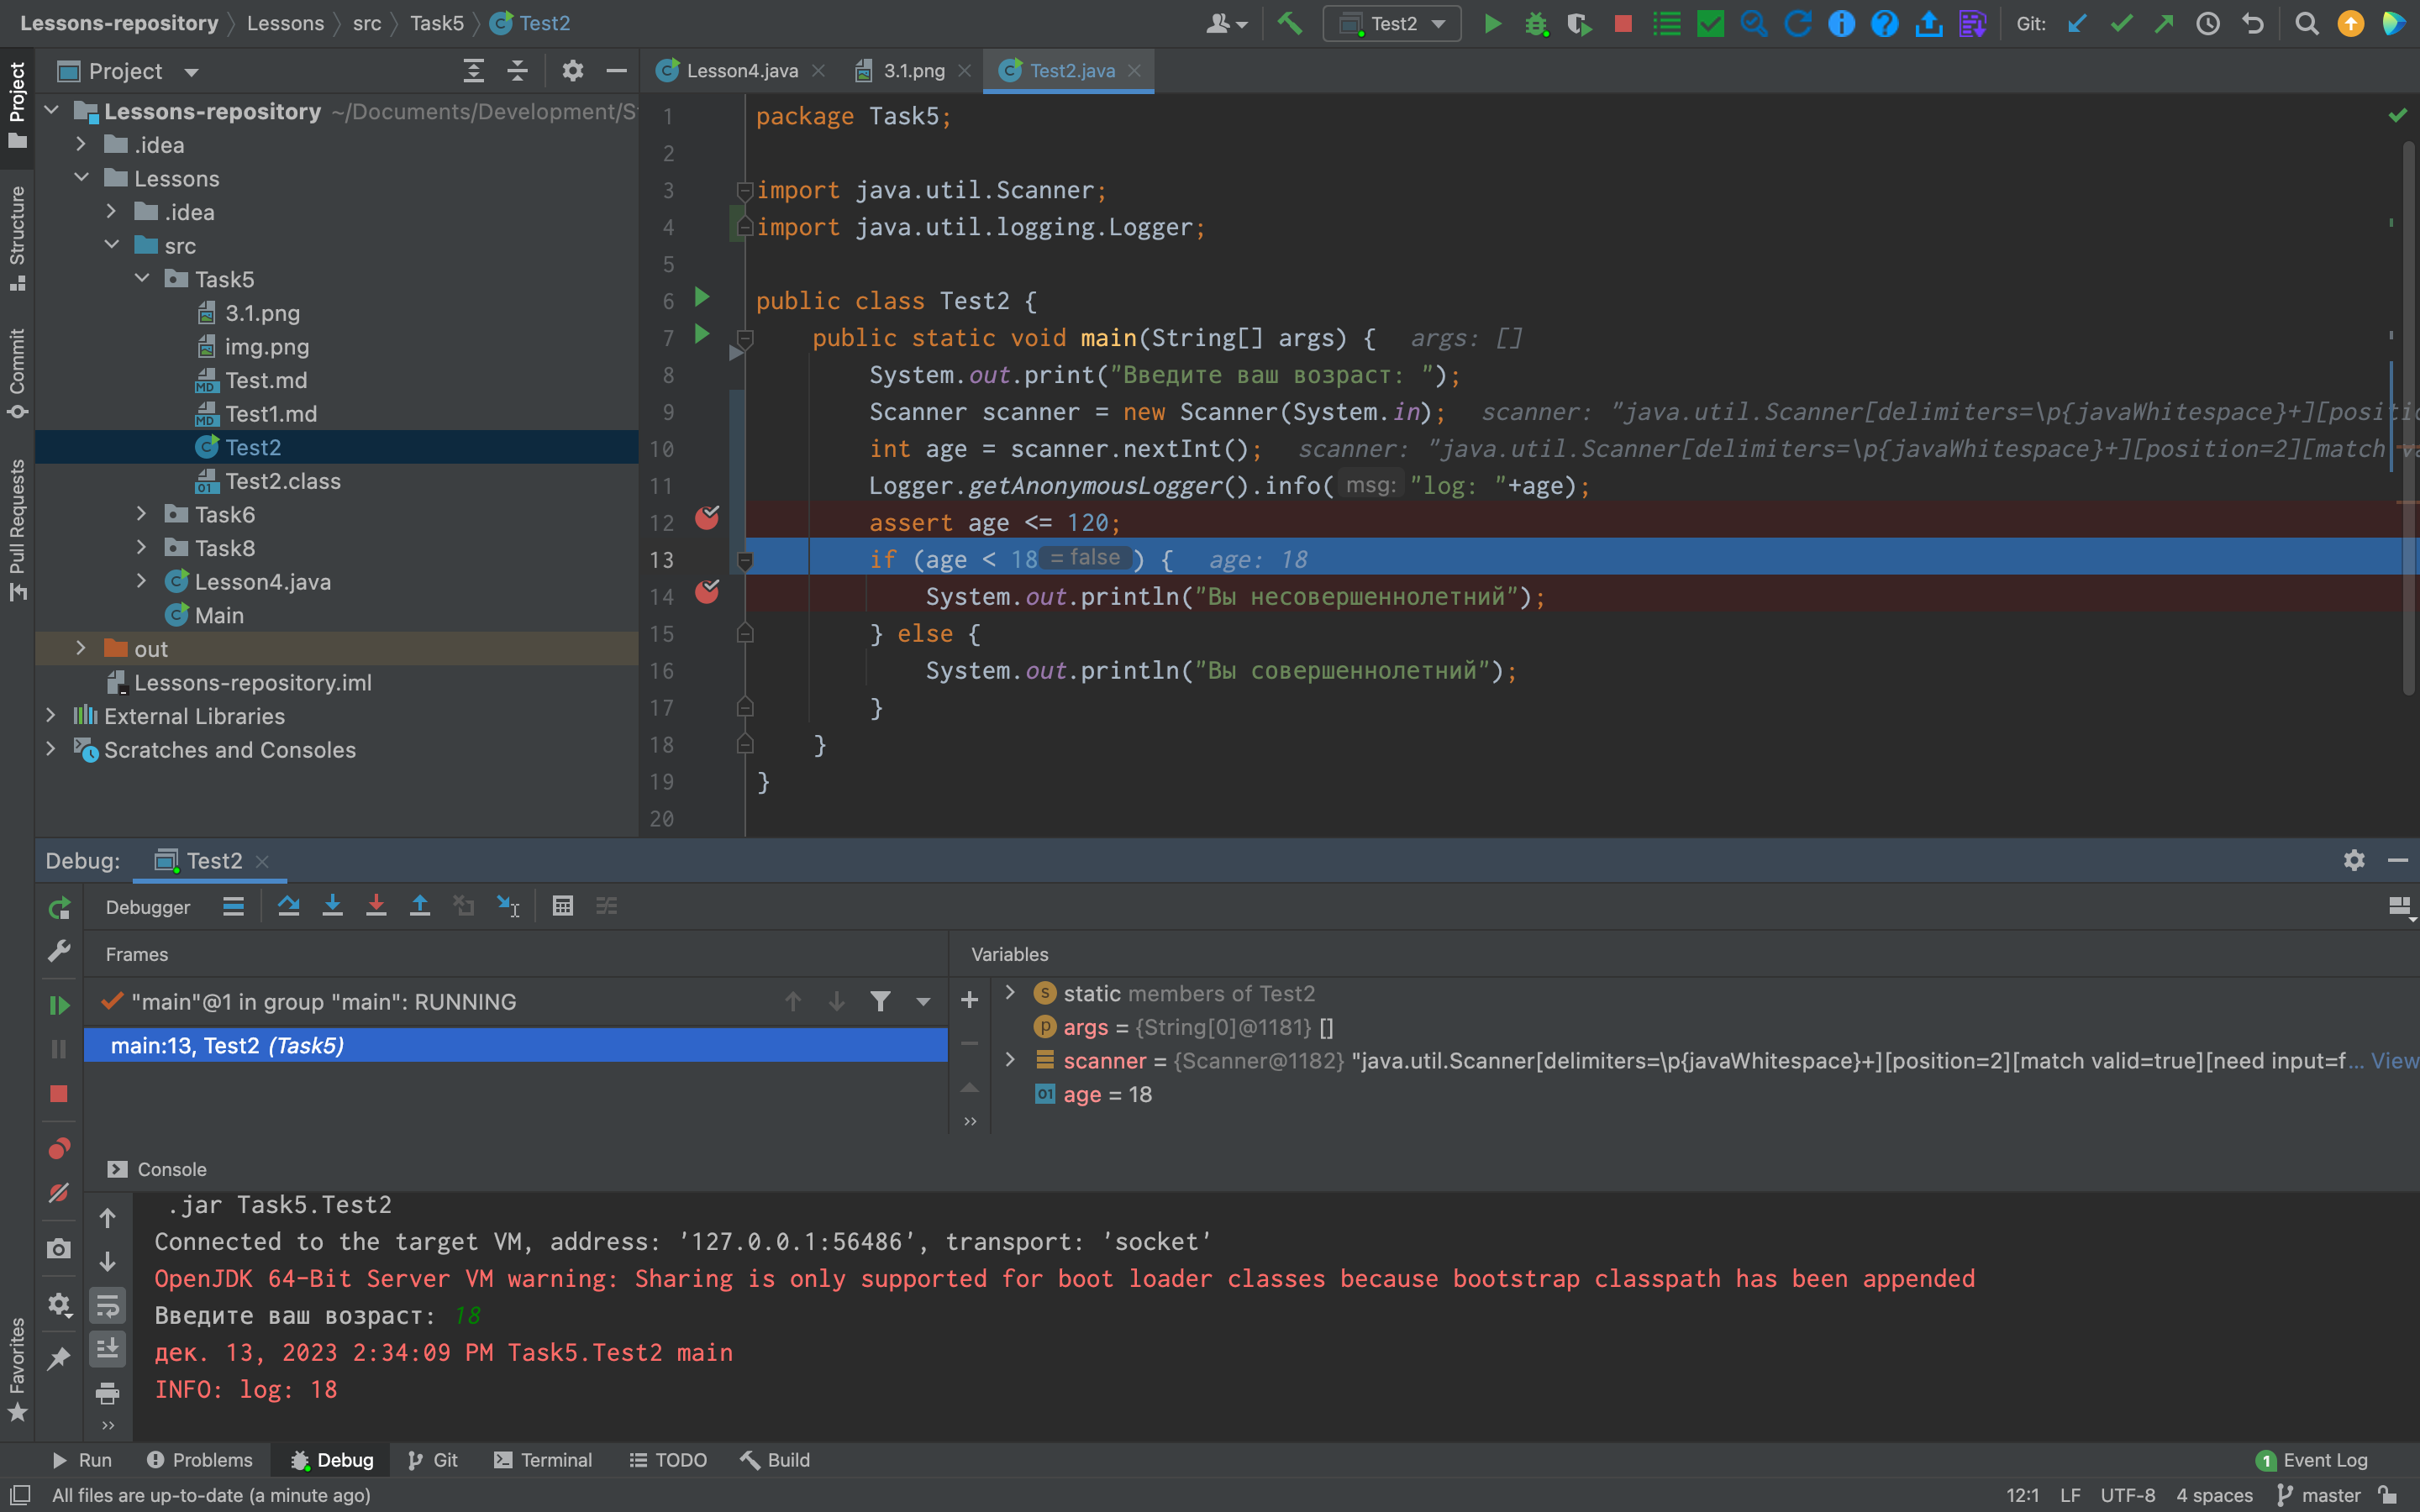 Lessons-repository Lessons src Task5 Test2
Test2 Git:
Project
Lesson4.java 3.1.png Test2.java
Project
Structure
Commit
Pull Requests
Favorites
Lessons-repository ~/Documents/Development/S
.idea
Lessons
.idea
src
Task5
3.1.png
img.png
Test.md
Test1.md
Test2
Test2.class
Task6
Task8
Lesson4.java
Main
out
Lessons-repository.iml
External Libraries
Scratches and Consoles
1 package Task5;
2
3 import java.util.Scanner;
4 import java.util.logging.Logger;
5
6 public class Test2 {
7 public static void main(String[] args) { args: []
8 System.out.print("Введите ваш возраст: ");
9 Scanner scanner = new Scanner(System.in); scanner: "java.util.Scanner[delimiters=\p{javaWhitespace}+][positio
10 int age = scanner.nextInt(); scanner: "java.util.Scanner[delimiters=\p{javaWhitespace}+][position=2][match va
11 Logger.getAnonymousLogger().info( msg: "log: "+age);
12 assert age <= 120;
13 if (age < 18 = false ) { age: 18
14 System.out.println("Вы несовершеннолетний");
15 } else {
16 System.out.println("Вы совершеннолетний");
17 }
18 }
19 }
20
Debug: Test2
Debugger
Frames
"main"@1 in group "main": RUNNING
main:13, Test2 (Task5)
Variables
static members of Test2
args = {String[0]@1181} []
scanner = {Scanner@1182} "java.util.Scanner[delimiters=\p{javaWhitespace}+][position=2][match valid=true][need input=f... View
age = 18
Console
.jar Task5.Test2
Connected to the target VM, address: '127.0.0.1:56486', transport: 'socket'
OpenJDK 64-Bit Server VM warning: Sharing is only supported for boot loader classes because bootstrap classpath has been appended
Введите ваш возраст: 18
дек. 13, 2023 2:34:09 PM Task5.Test2 main
INFO: log: 18
Run Problems Debug Git Terminal TODO Build 1 Event Log
All files are up-to-date (a minute ago) 12:1 LF UTF-8 4 spaces master